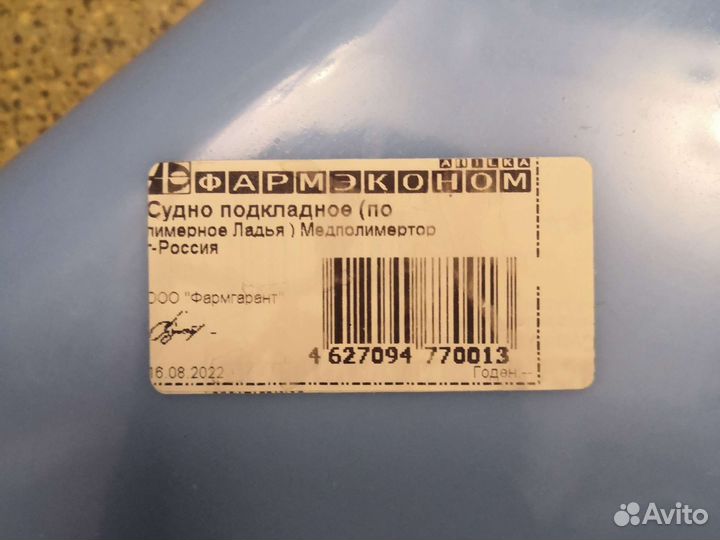 АПТЕКА
ФАРМЭКОНОМ
Судно подкладное (по
лимерное Ладья ) Медполимертор
г-Россия
ООО "Фармгарант"
4 627094 770013
16.08.2022
Годен --
Avito